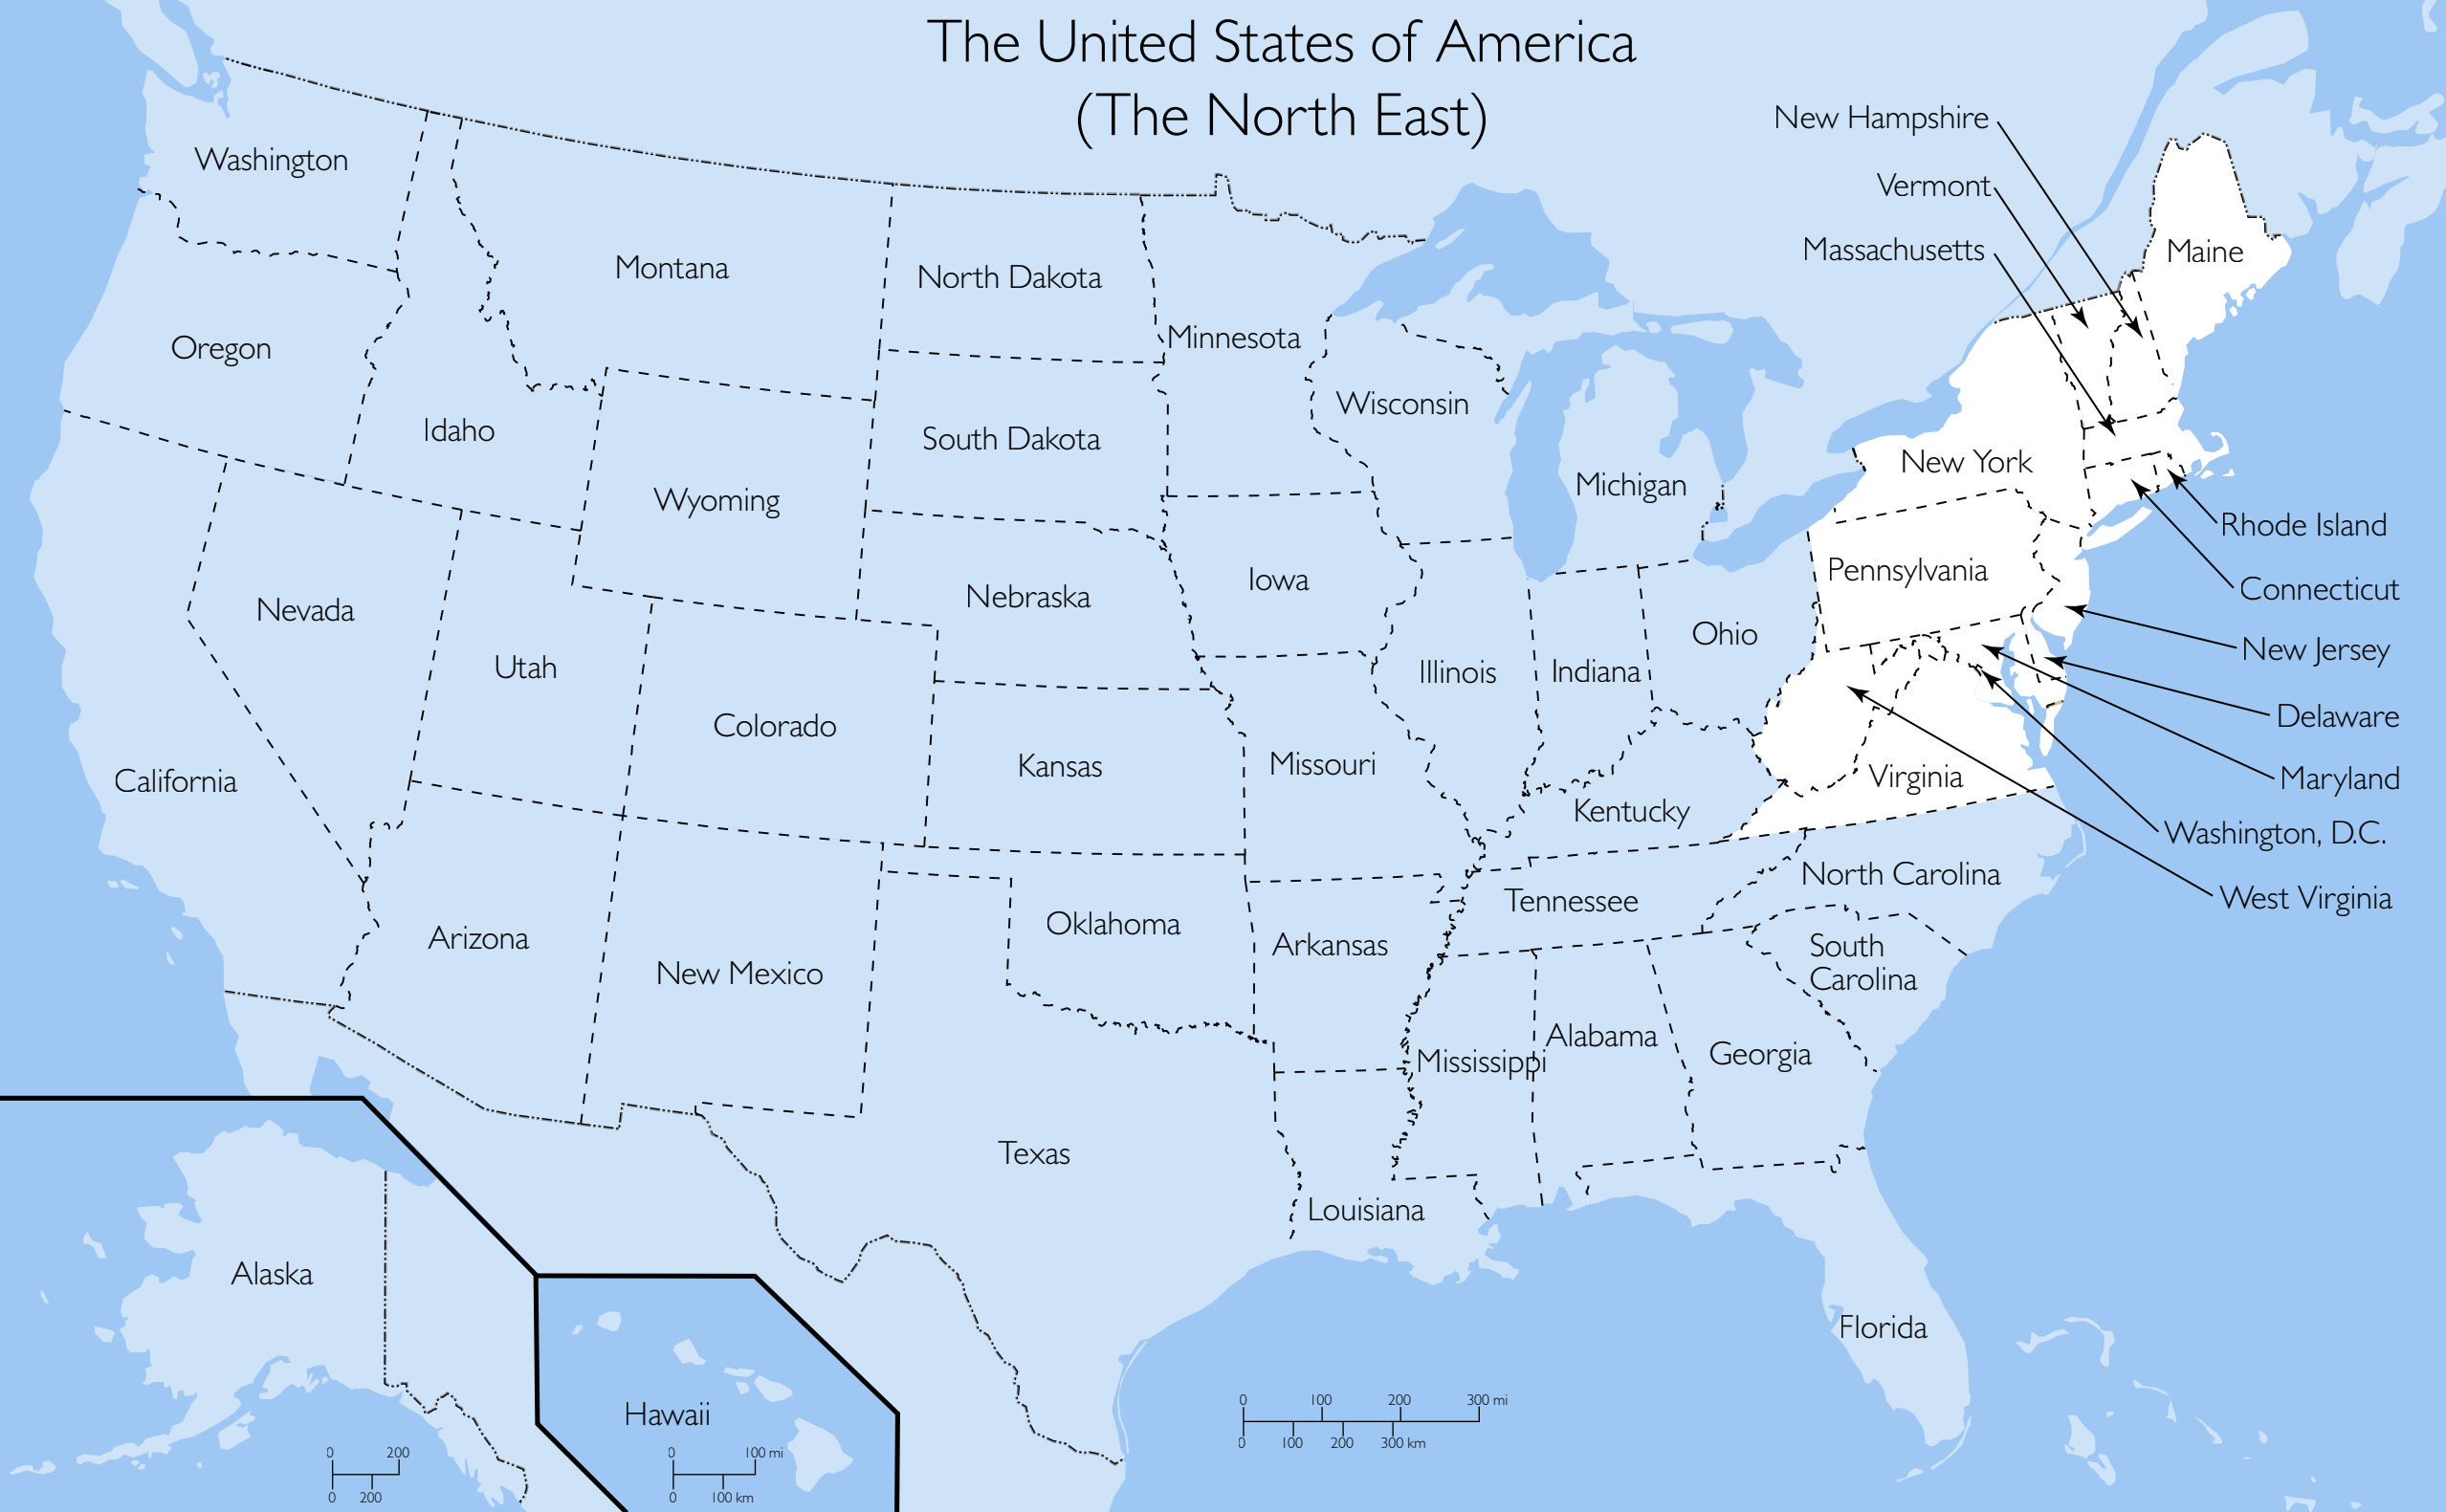 The United States of America
(The North East)
New Hampshire
Vermont
Massachusetts
Maine
Washington
Montana
North Dakota
Minnesota
Oregon
Idaho
Wisconsin
South Dakota
Wyoming
Michigan
New York
Rhode Island
Connecticut
Pennsylvania
Iowa
Nebraska
Nevada
Ohio
New Jersey
Utah
Illinois
Indiana
Delaware
Colorado
Kansas
Missouri
California
Virginia
Maryland
Kentucky
Washington, D.C.
West Virginia
North Carolina
Tennessee
Oklahoma
Arkansas
Arizona
New Mexico
South
Carolina
Mississippi
Alabama
Georgia
Texas
Louisiana
Alaska
Florida
Hawaii
0 100 200 300 mi
0 100 200 300 km
0 200
0 200
0 100 mi
0 100 km